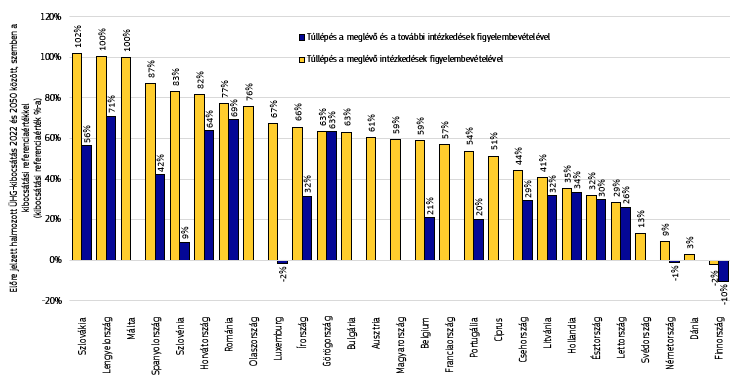 Előre jelzett halmozott ÜHG-kibocsátás 2022 és 2050 között, szemben a
kibocsátási referenciaértékkel
(kibocsátási referenciaérték %-a)
120%
100%
80%
60%
40%
20%
0%
-20%
Túllépés a meglévő és a további intézkedések figyelembevételével
Túllépés a meglévő intézkedések figyelembevételével
102%
56%
100%
71%
100%
87%
42%
83%
9%
82%
64%
77%
69%
76%
67%
-2%
66%
32%
63%
63%
63%
61%
59%
59%
21%
57%
54%
20%
51%
44%
29%
41%
32%
35%
34%
32%
30%
29%
26%
13%
9%
-1%
3%
-2%
-10%
Szlovákia
Lengyelország
Málta
Spanyolország
Szlovénia
Horvátország
Románia
Olaszország
Luxemburg
Írország
Görögország
Bulgária
Ausztria
Magyarország
Belgium
Franciaország
Portugália
Ciprus
Csehország
Litvánia
Hollandia
Észtország
Lettország
Svédország
Németország
Dánia
Finnország